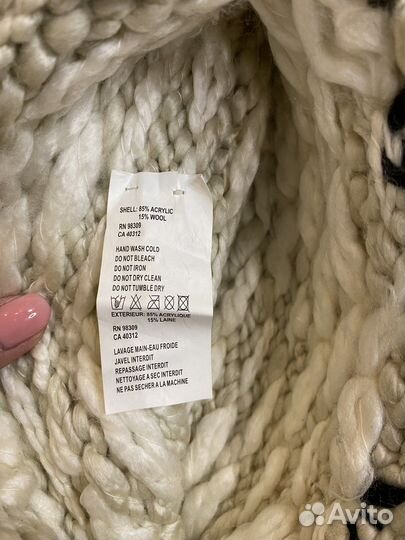 SHELL: 85% ACRYLIC
15% WOOL
RN 98309
CA 40312
HAND WASH COLD
DO NOT BLEACH
DO NOT IRON
DO NOT DRY CLEAN
DO NOT TUMBLE DRY
EXTERIEUR: 85% ACRYLIQUE
15% LAINE
RN 98309
CA 40312
LAVAGE MAIN-EAU FROIDE
JAVEL INTERDIT
REPASSAGE INTERDIT
NETTOYAGE A SEC INTERDIT
NE PAS SECHER A LA MACHINE
Avito